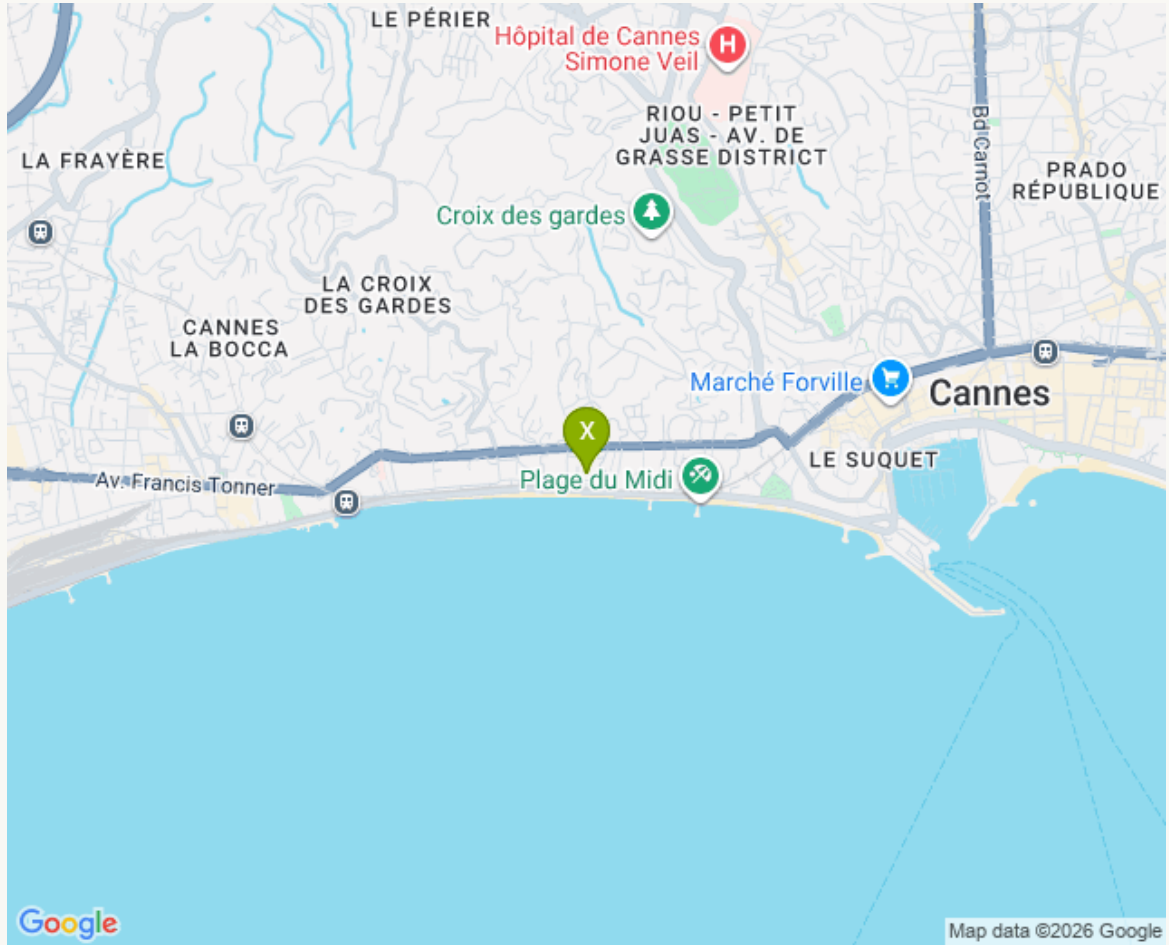 LE PÉRIER
Hôpital de Cannes
Simone Veil
H
RIOU - PETIT
JUAS - AV. DE
GRASSE DISTRICT
Bd Carnot
LA FRAYÈRE
PRADO
RÉPUBLIQUE
Croix des gardes
LA CROIX
DES GARDES
CANNES
LA BOCCA
Marché Forville
Cannes
X
LE SUQUET
Plage du Midi
Av. Francis Tonner
Google
Map data ©2026 Google